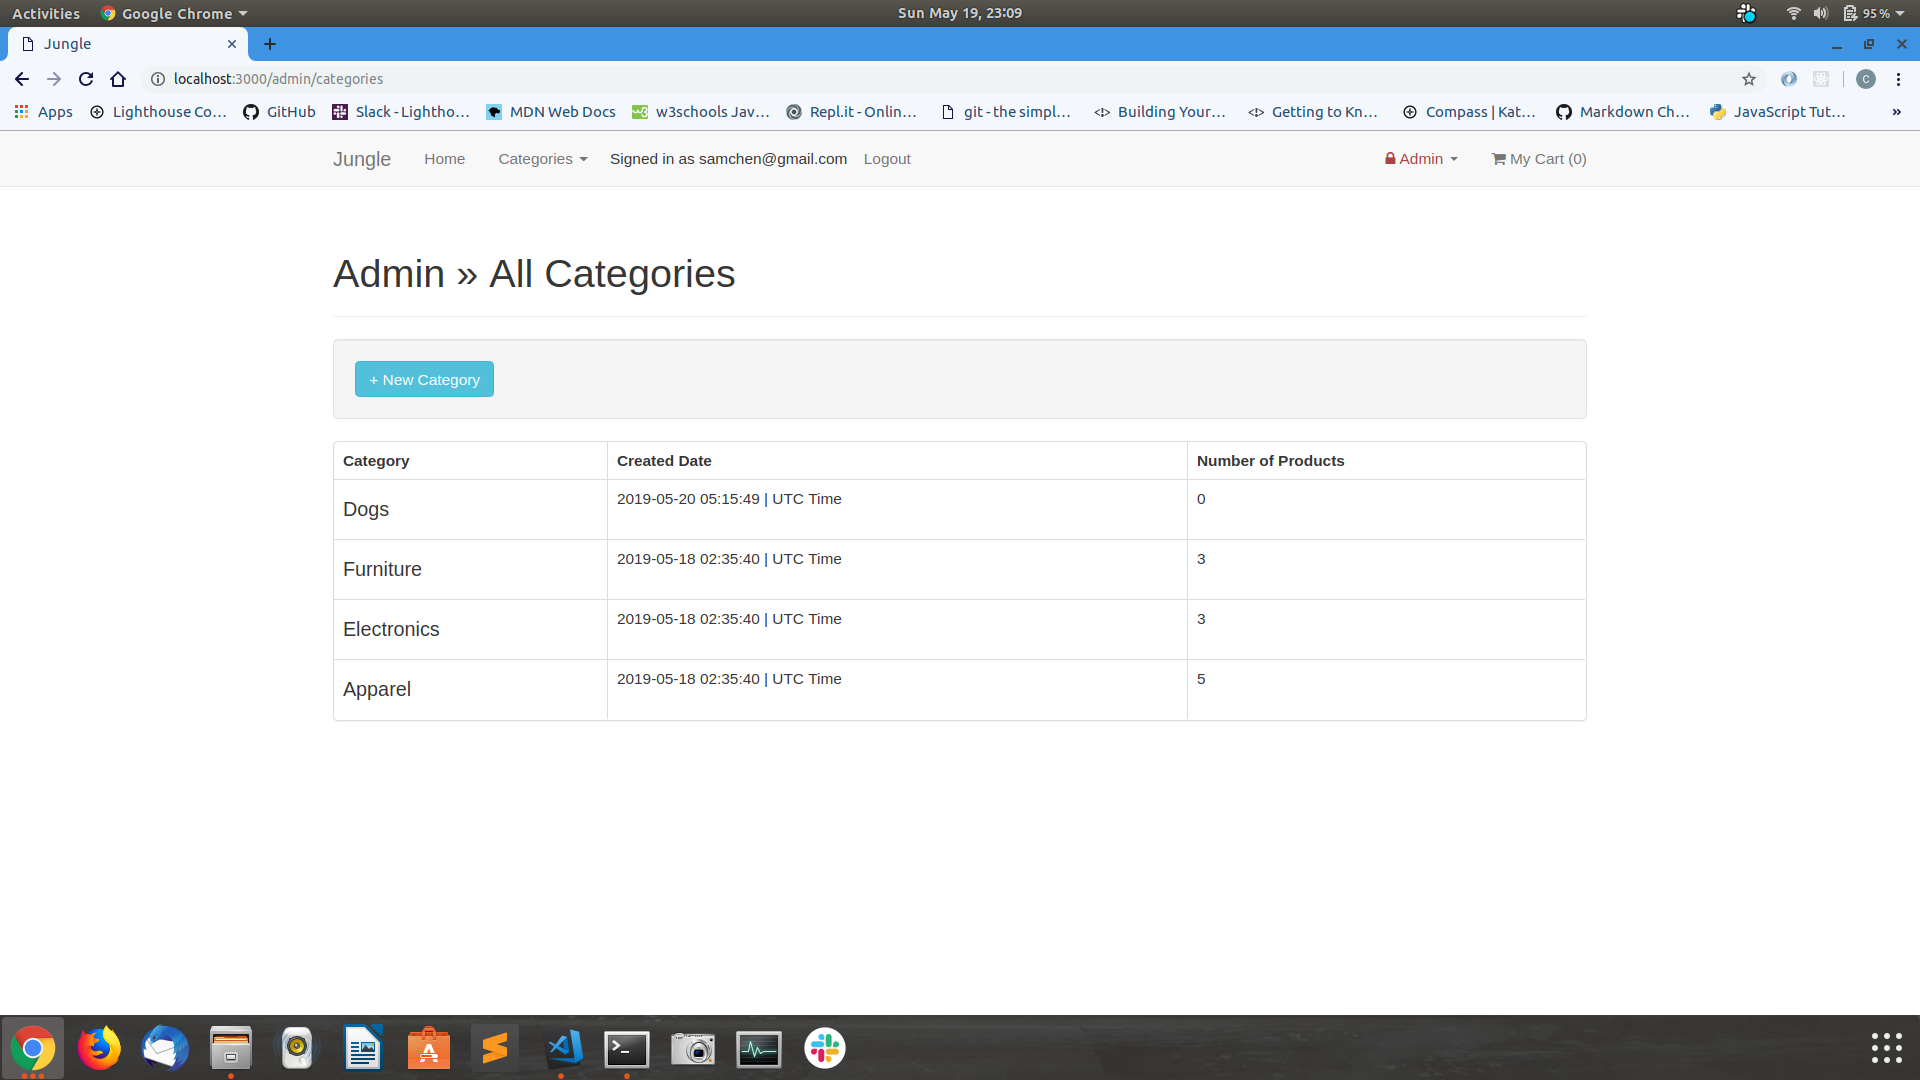 Activities Google Chrome Sun May 19, 23:09 95%
Jungle
localhost:3000/admin/categories
Apps Lighthouse Co... GitHub Slack - Lightho... MDN Web Docs w3schools Jav... Repl.it - Onlin... git - the simpl... Building Your... Getting to Kn... Compass | Kat... Markdown Ch... JavaScript Tut... »
Jungle Home Categories Signed in as samchen@gmail.com Logout Admin My Cart (0)
Admin » All Categories
+ New Category
Category Created Date Number of Products
Dogs 2019-05-20 05:15:49 | UTC Time 0
Furniture 2019-05-18 02:35:40 | UTC Time 3
Electronics 2019-05-18 02:35:40 | UTC Time 3
Apparel 2019-05-18 02:35:40 | UTC Time 5